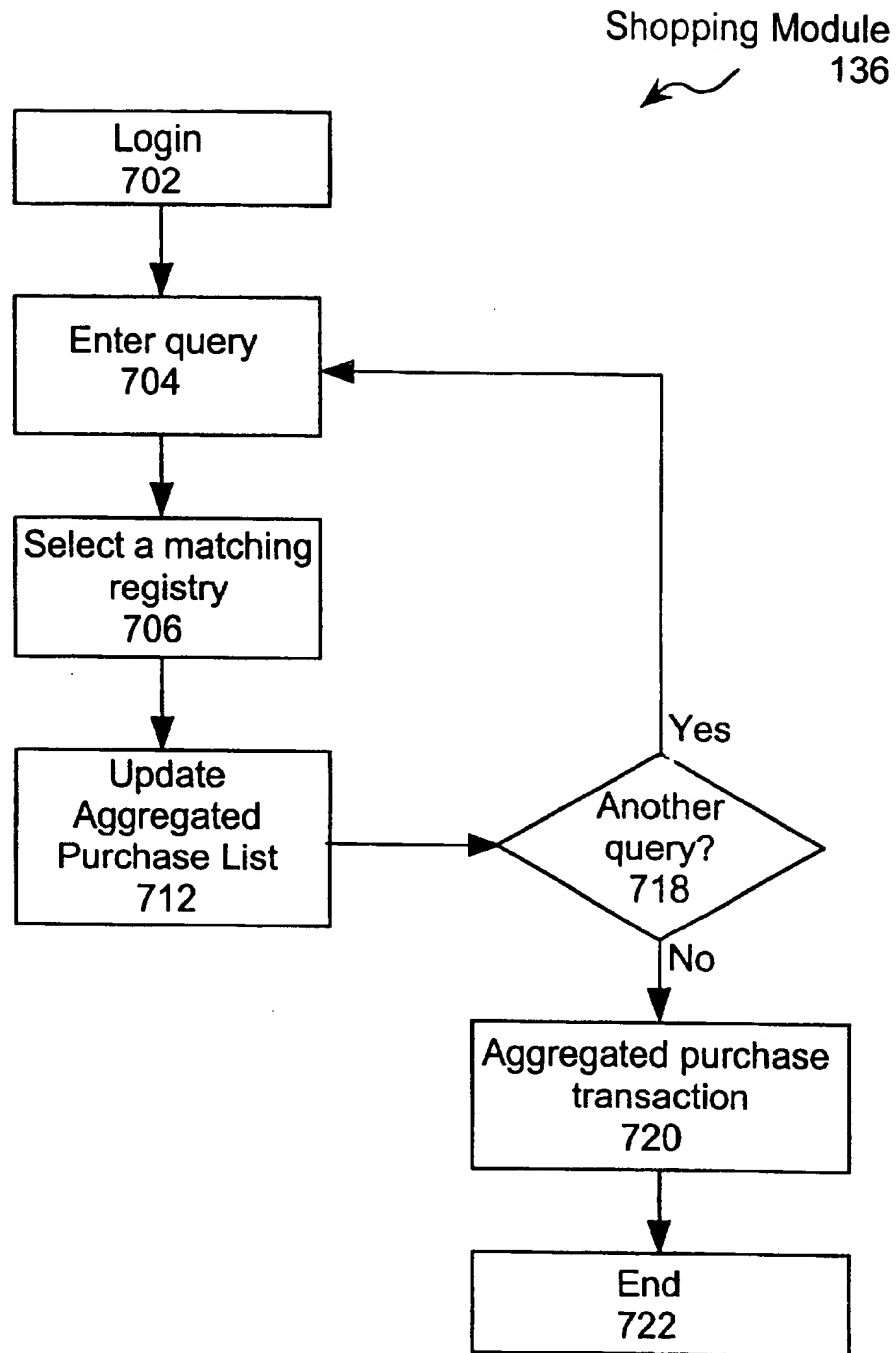 Shopping Module
136
Login
702
Enter query
704
Select a matching
registry
706
Update
Aggregated
Purchase List
712
Yes
Another
query?
718
No
Aggregated purchase
transaction
720
End
722